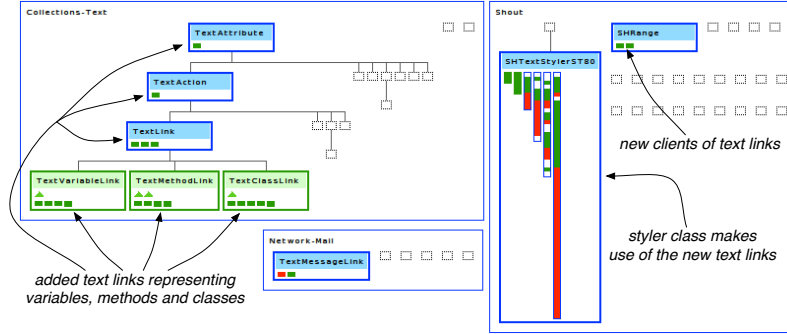 Collections-Text
TextAttribute
TextAction
TextLink
TextVariableLink
TextMethodLink
TextClassLink
added text links representing
variables, methods and classes
Network-Mail
TextMessageLink
Shout
SHTextStylerST80
SHRange
new clients of text links
styler class makes
use of the new text links